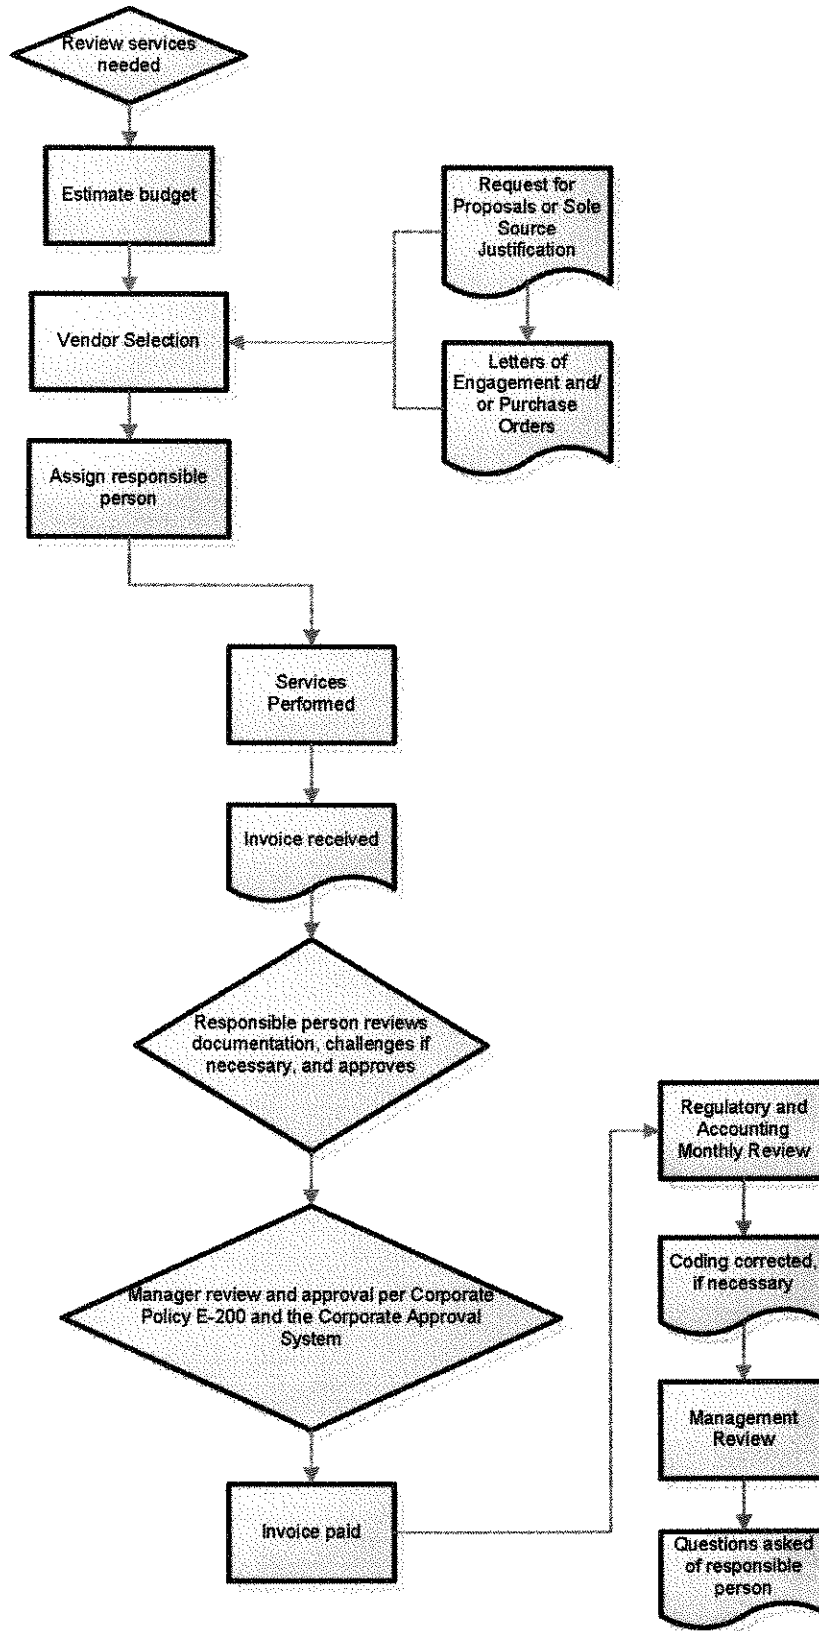 Review services
needed
Estimate budget
Request for
Proposals or Sole
Source
Justification
Vendor Selection
Letters of
Engagement and/
or Purchase
Orders
Assign responsible
person
Services
Performed
Invoice received
Responsible person reviews
documentation, challenges if
necessary, and approves
Manager review and approval per Corporate
Policy E-200 and the Corporate Approval
System
Invoice paid
Regulatory and
Accounting
Monthly Review
Coding corrected,
if necessary
Management
Review
Questions asked
of responsible
person